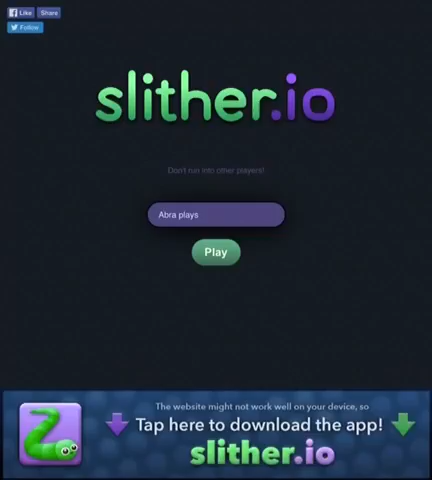 Like Share
Follow
slither.io
Don't run into other players!
Abra plays
Play
The website might not work well on your device, so
Tap here to download the app!
slither.io